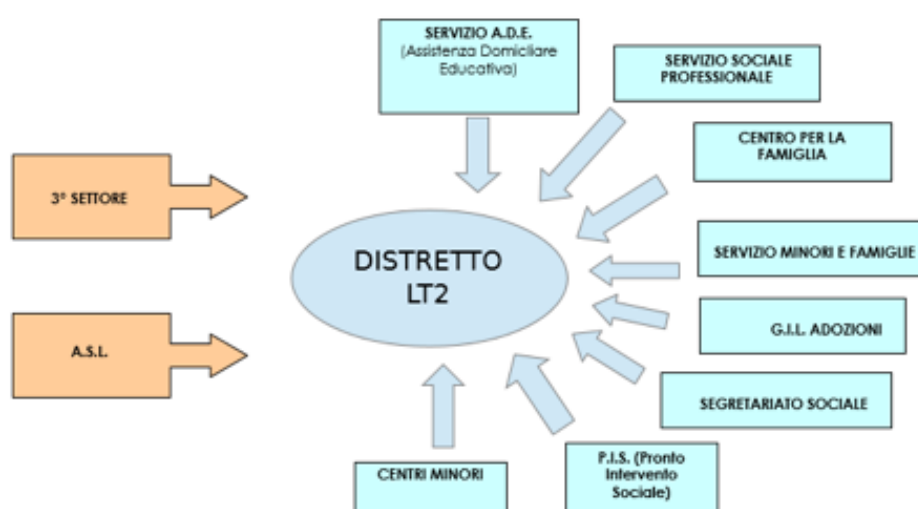 SERVIZIO A.D.E.
(Assistenza Domicliare
Educativa)
SERVIZIO SOCIALE
PROFESSIONALE
CENTRO PER LA
FAMIGLIA
3° SETTORE
SERVIZIO MINORI E FAMIGLIE
DISTRETTO
LT2
G.I.L. ADOZIONI
A.S.L.
SEGRETARIATO SOCIALE
CENTRI MINORI
P.I.S. (Pronto
Intervento
Sociale)